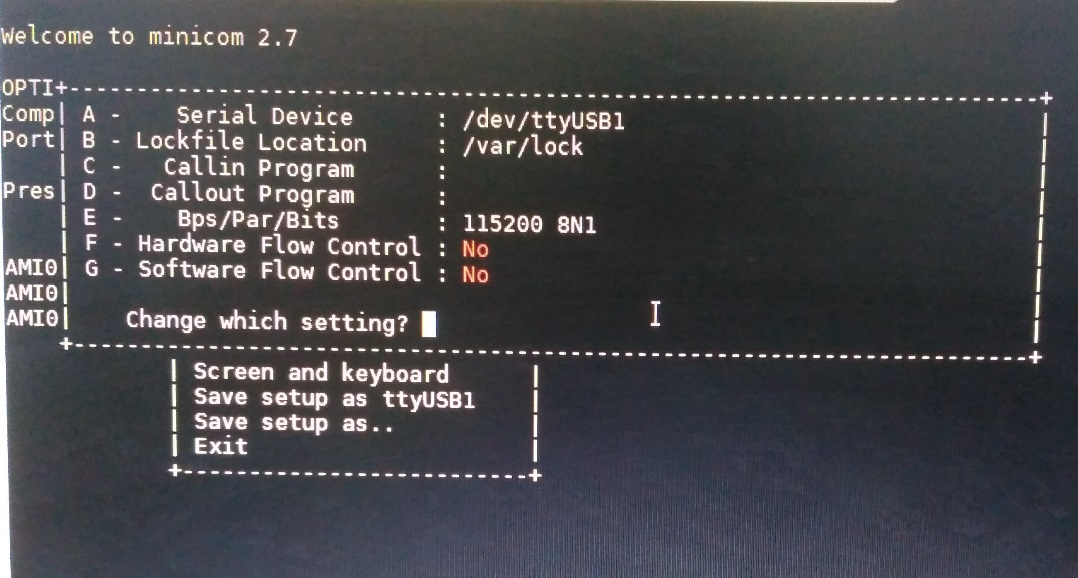 Welcome to minicom 2.7
OPTI+-----------------------------------------------------------------------+
Comp| A -    Serial Device      : /dev/ttyUSB1                              |
Port| B - Lockfile Location     : /var/lock                                 |
    | C -   Callin Program      :                                           |
Pres| D -  Callout Program      :                                           |
    | E -    Bps/Par/Bits       : 115200 8N1                                |
    | F - Hardware Flow Control : No                                        |
AMI0| G - Software Flow Control : No                                        |
AMI0|                                                                       |
AMI0|    Change which setting?                                              |
    +-----------------------------------------------------------------------+
            | Screen and keyboard      |
            | Save setup as ttyUSB1    |
            | Save setup as..          |
            | Exit                     |
            +--------------------------+